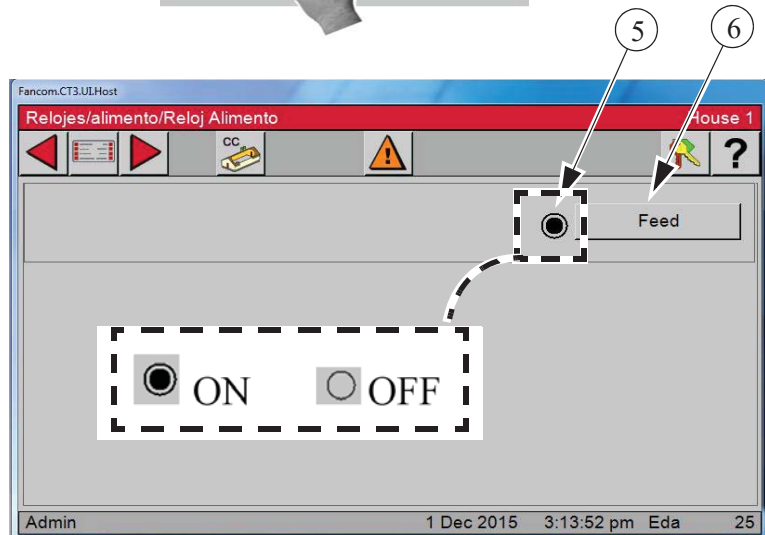 5 6
Fancom.CT3.UI.Host
Relojes/alimento/Reloj Alimento House 1
CC ?
Feed
ON OFF
Admin 1 Dec 2015 3:13:52 pm Eda 25